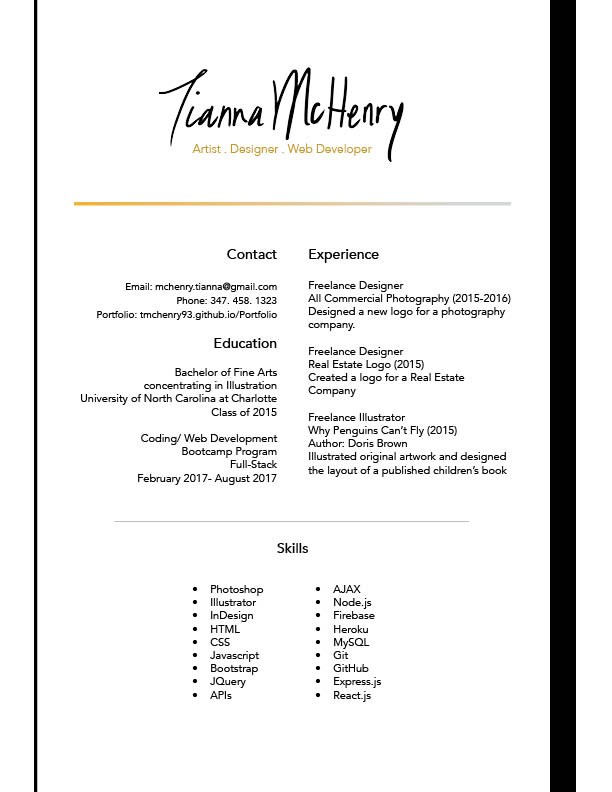 Tianna McHenry
Artist . Designer . Web Developer
Contact
Email: mchenry.tianna@gmail.com
Phone: 347. 458. 1323
Portfolio: tmchenry93.github.io/Portfolio
Education
Bachelor of Fine Arts
concentrating in Illustration
University of North Carolina at Charlotte
Class of 2015
Coding/ Web Development
Bootcamp Program
Full-Stack
February 2017- August 2017
Experience
Freelance Designer
All Commercial Photography (2015-2016)
Designed a new logo for a photography
company.
Freelance Designer
Real Estate Logo (2015)
Created a logo for a Real Estate
Company
Freelance Illustrator
Why Penguins Can’t Fly (2015)
Author: Doris Brown
Illustrated original artwork and designed
the layout of a published children’s book
Skills
• Photoshop
• Illustrator
• InDesign
• HTML
• CSS
• Javascript
• Bootstrap
• JQuery
• APIs
• AJAX
• Node.js
• Firebase
• Heroku
• MySQL
• Git
• GitHub
• Express.js
• React.js